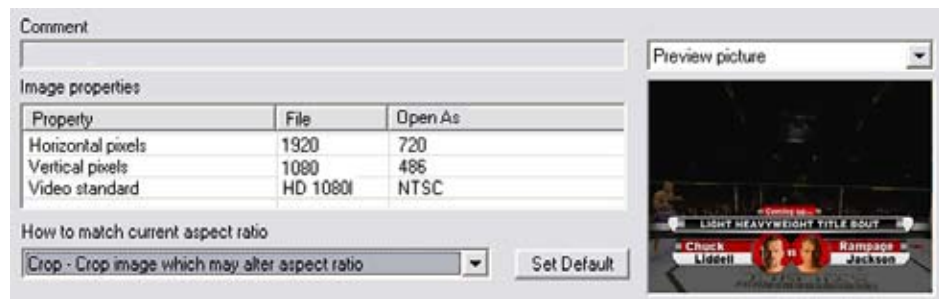 Comment
Preview picture
Image properties
Property File Open As
Horizontal pixels 1920 720
Vertical pixels 1080 486
Video standard HD 1080I NTSC
How to match current aspect ratio
Crop - Crop image which may alter aspect ratio
Set Default
Coming up...
LIGHT HEAVYWEIGHT TITLE BOUT
Chuck Liddell
vs
Rampage Jackson